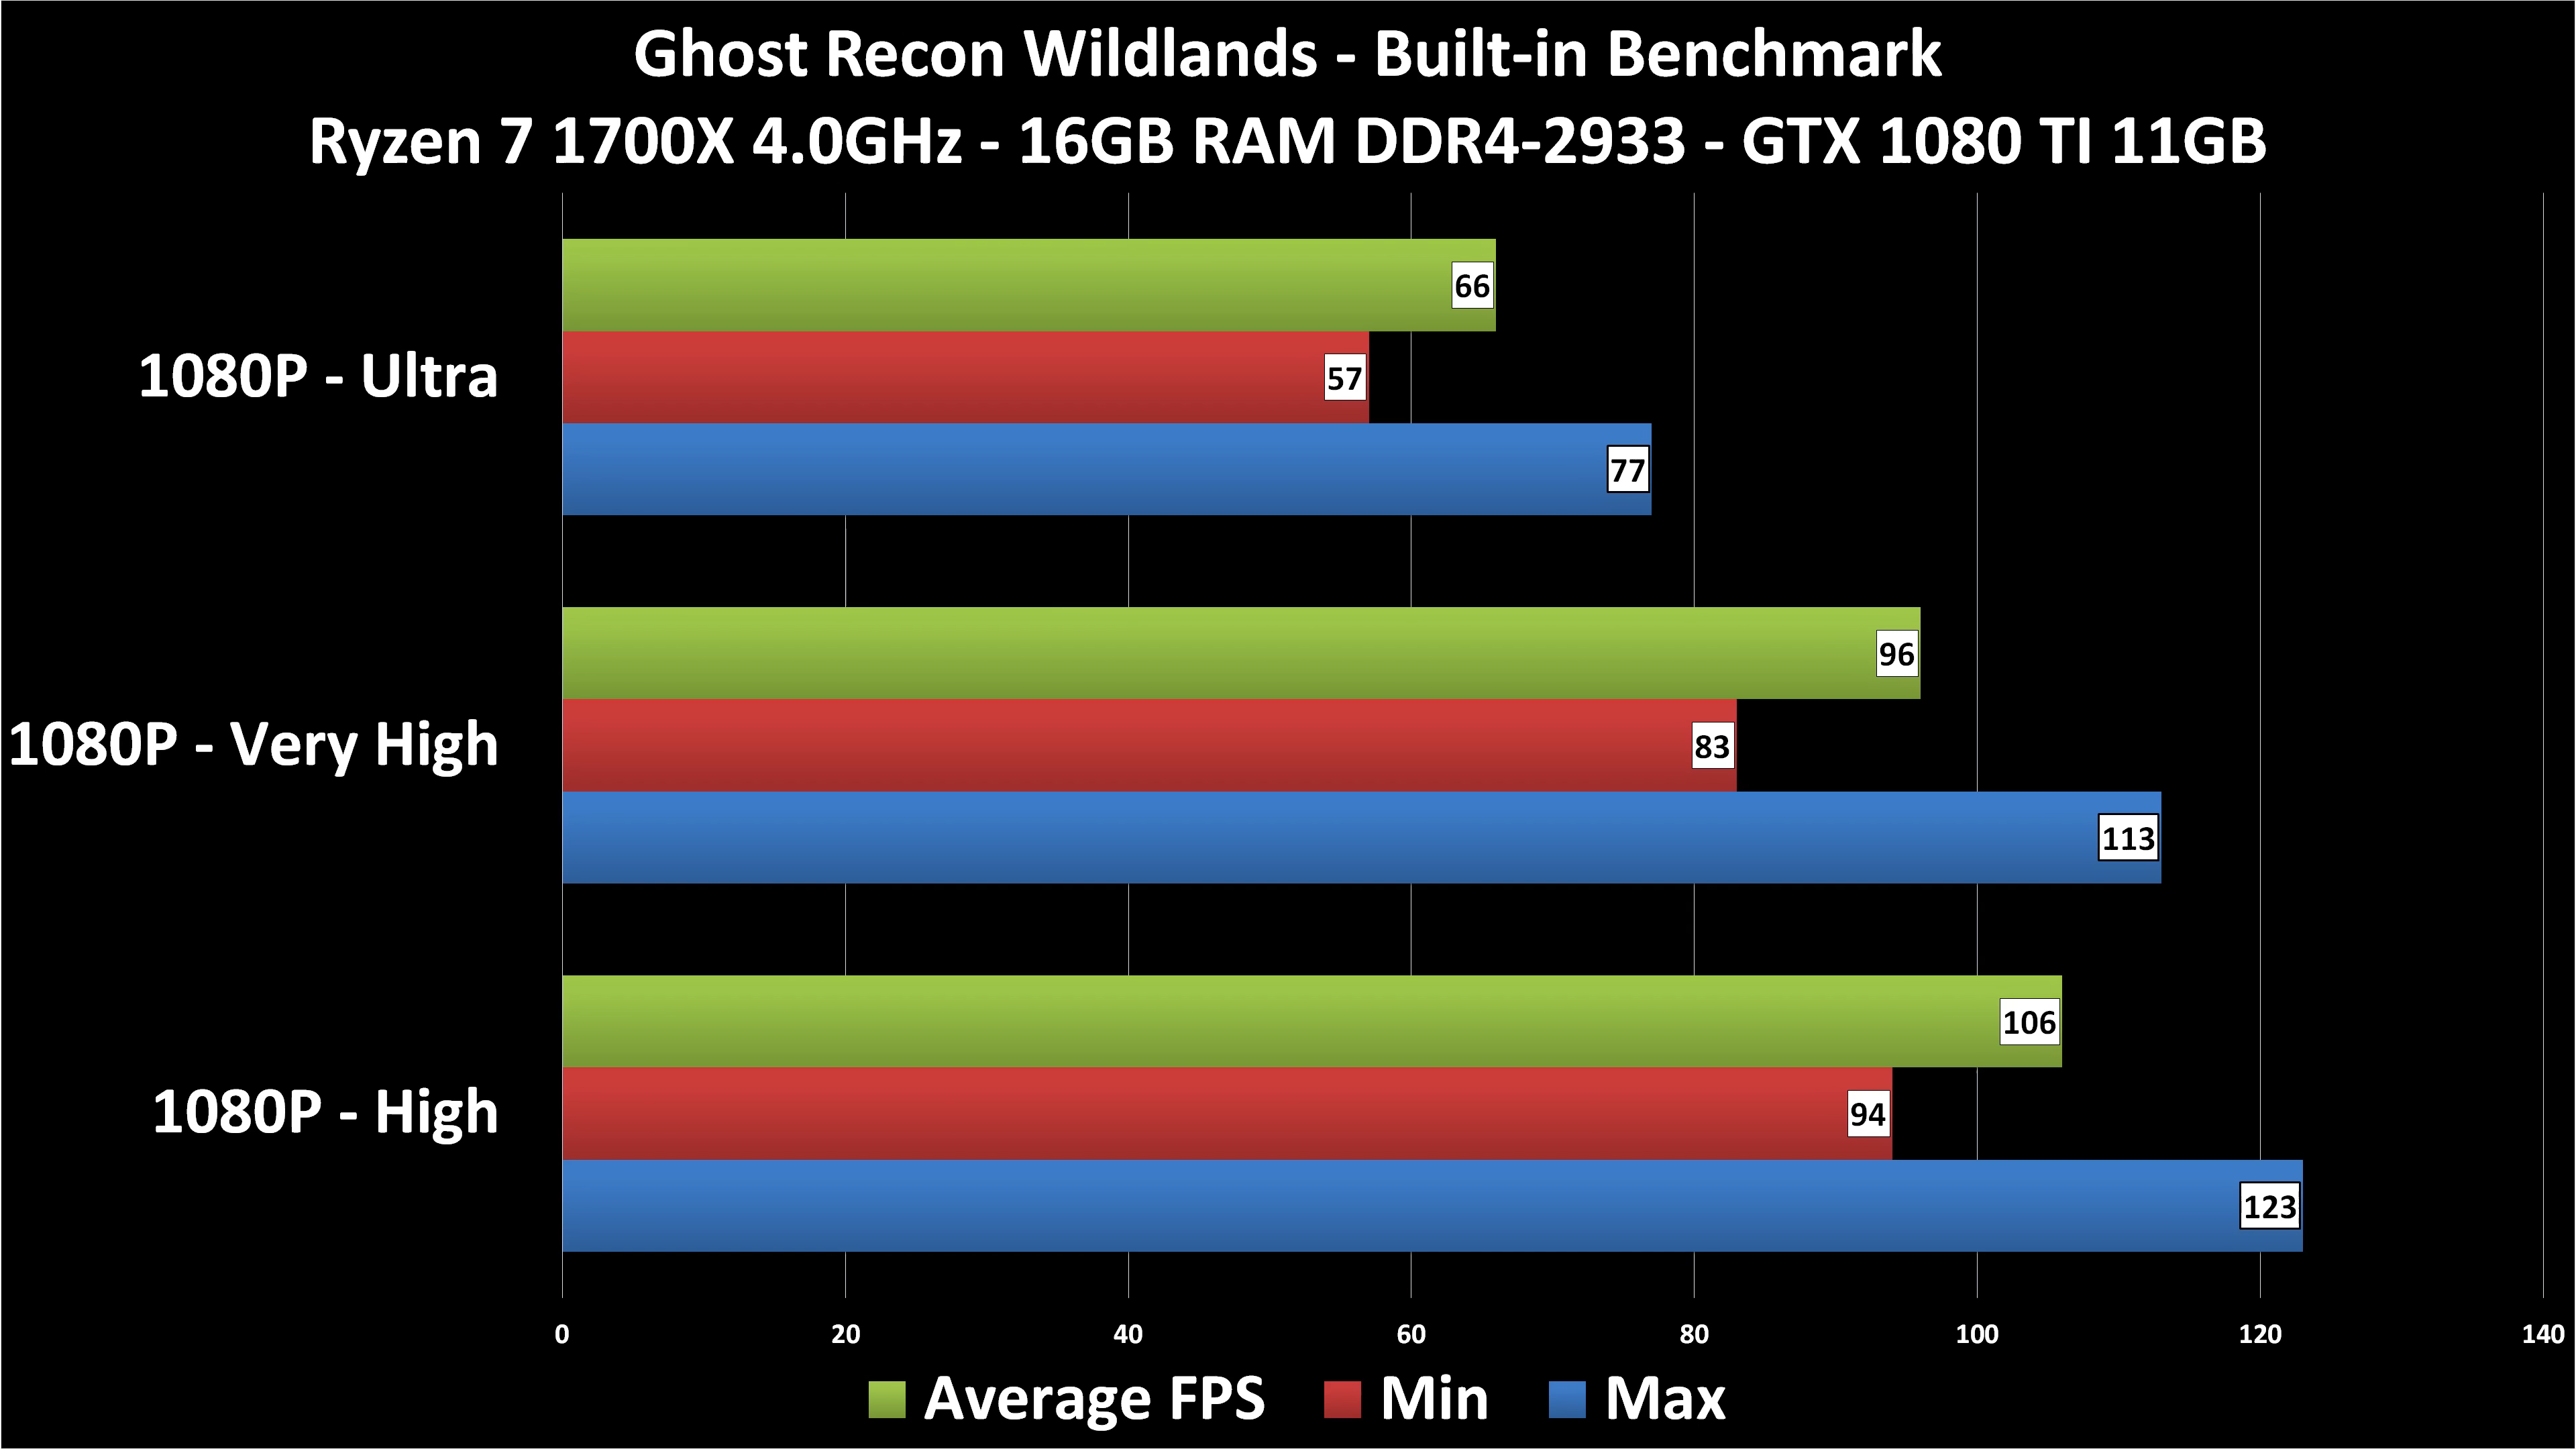 Ghost Recon Wildlands - Built-in Benchmark
Ryzen 7 1700X 4.0GHz - 16GB RAM DDR4-2933 - GTX 1080 TI 11GB
66
1080P - Ultra
57
77
96
1080P - Very High
83
113
106
1080P - High
94
123
0 20 40 60 80 100 120 140
Average FPS Min Max